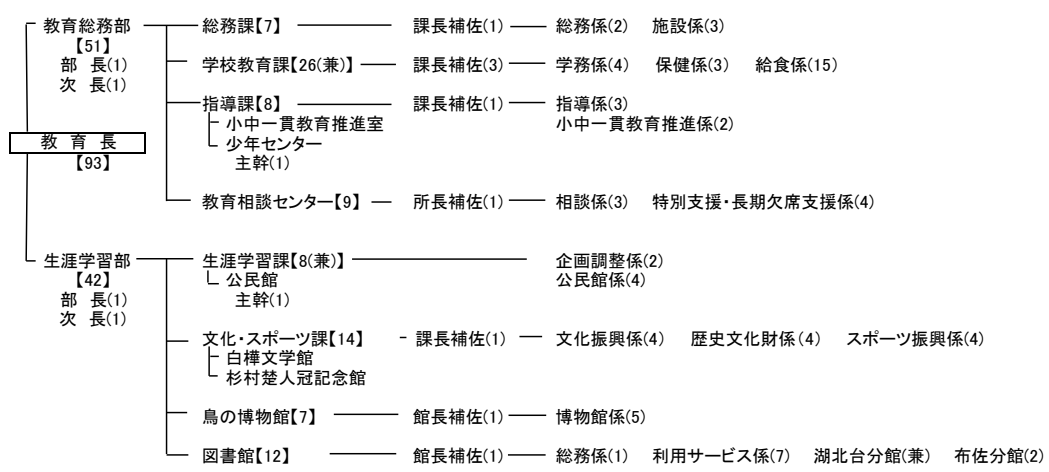 教育総務部 総務課【7】 課長補佐(1) 総務係(2) 施設係(3)
【51】
部 長(1) 学校教育課【26(兼)】 課長補佐(3) 学務係(4) 保健係(3) 給食係(15)
次 長(1)
指導課【8】 課長補佐(1) 指導係(3)
小中一貫教育推進室 小中一貫教育推進係(2)
教 育 長 少年センター
【93】 主幹(1)
教育相談センター【9】 所長補佐(1) 相談係(3) 特別支援・長期欠席支援係(4)
生涯学習部 生涯学習課【8(兼)】 企画調整係(2)
【42】 公民館 公民館係(4)
部 長(1) 主幹(1)
次 長(1)
文化・スポーツ課【14】 課長補佐(1) 文化振興係(4) 歴史文化財係(4) スポーツ振興係(4)
白樺文学館
杉村楚人冠記念館
鳥の博物館【7】 館長補佐(1) 博物館係(5)
図書館【12】 館長補佐(1) 総務係(1) 利用サービス係(7) 湖北台分館(兼) 布佐分館(2)